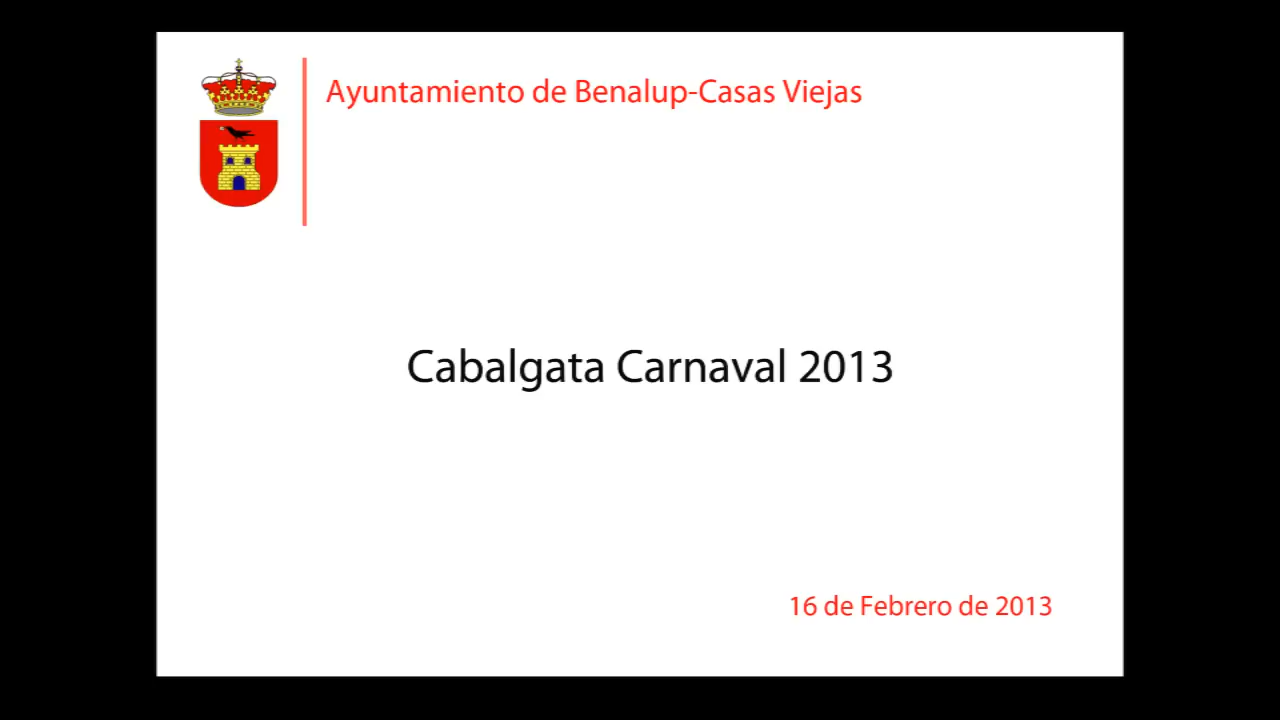 Ayuntamiento de Benalup-Casas Viejas
Cabalgata Carnaval 2013
16 de Febrero de 2013